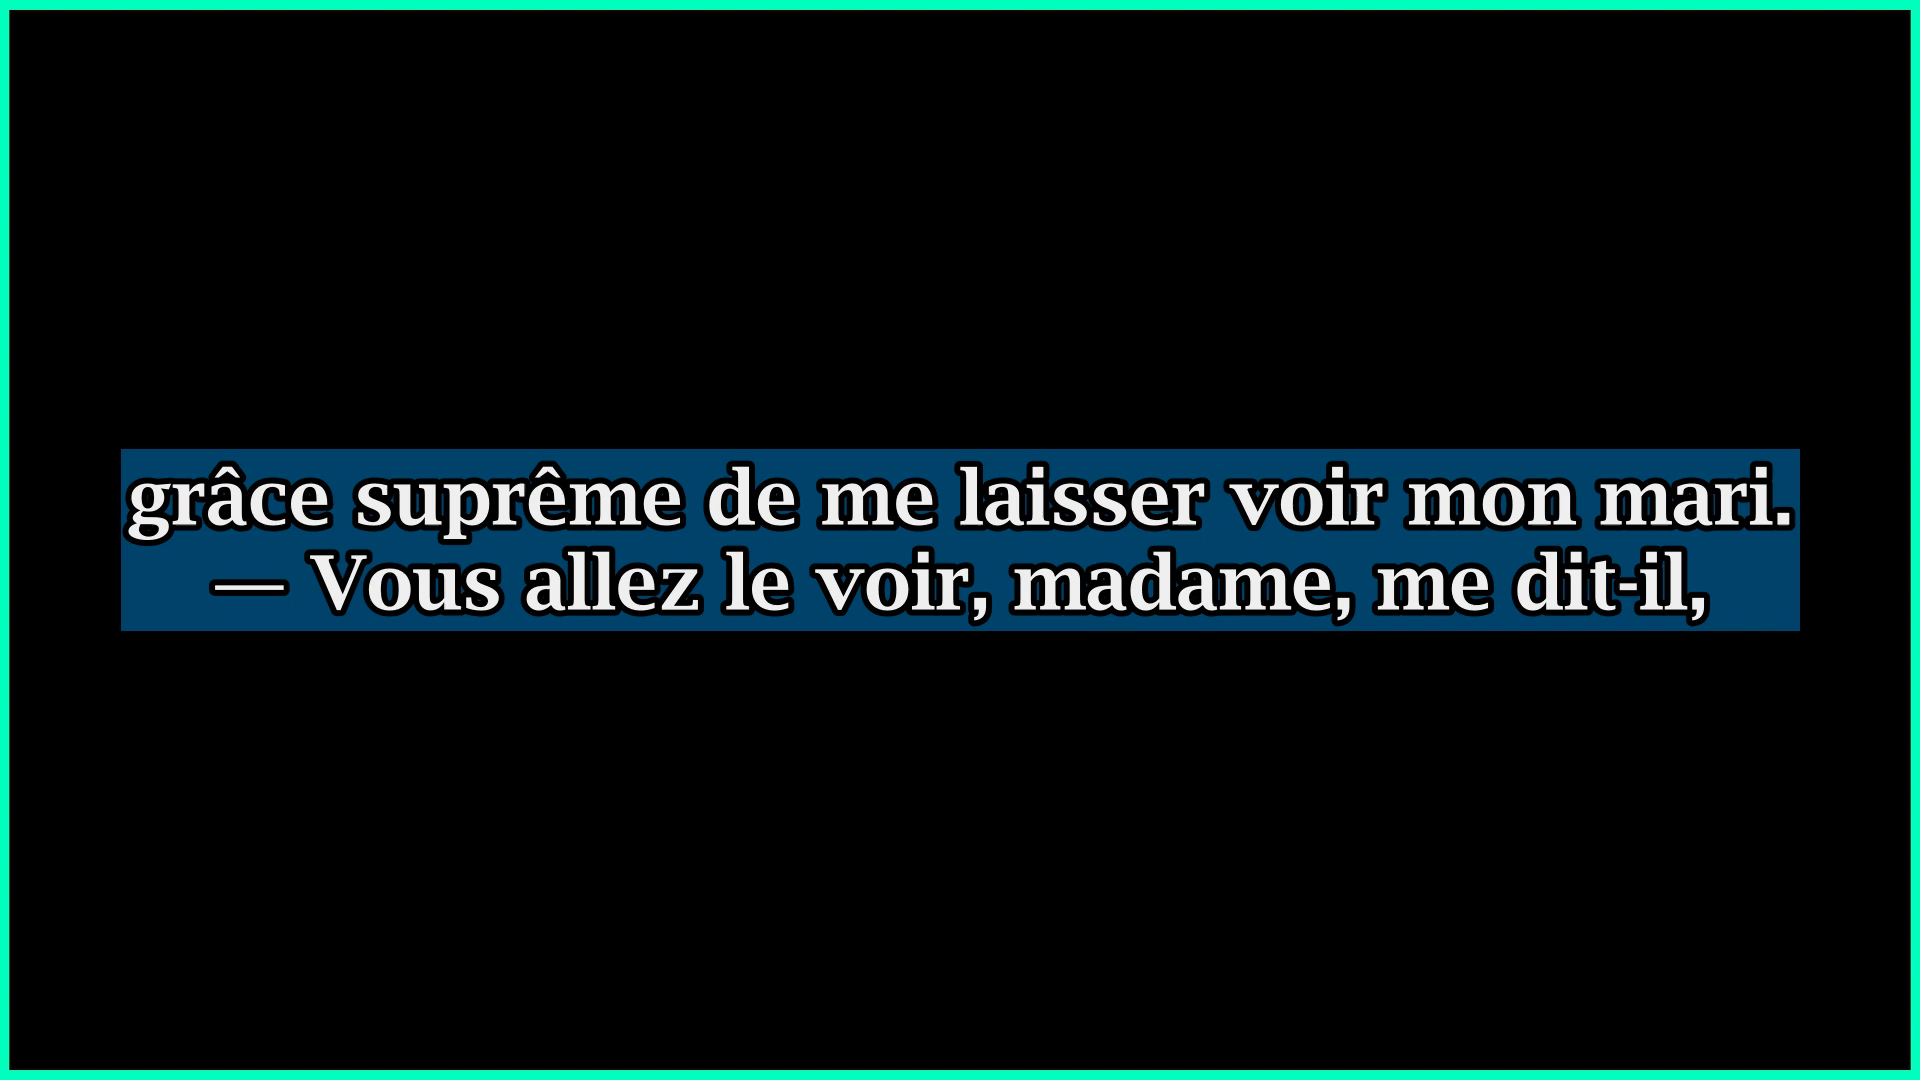 grâce suprême de me laisser voir mon mari.
— Vous allez le voir, madame, me dit-il,